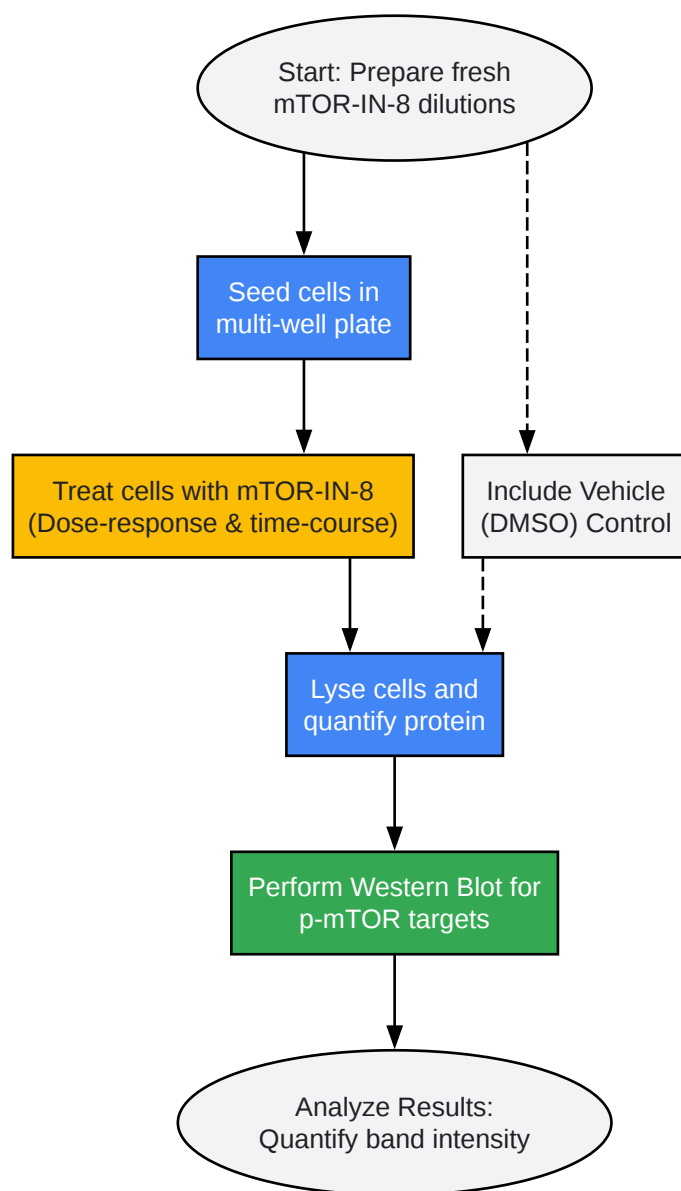 Start: Prepare fresh
mTOR-IN-8 dilutions
Seed cells in
multi-well plate
Treat cells with mTOR-IN-8
(Dose-response & time-course)
Include Vehicle
(DMSO) Control
Lyse cells and
quantify protein
Perform Western Blot for
p-mTOR targets
Analyze Results:
Quantify band intensity